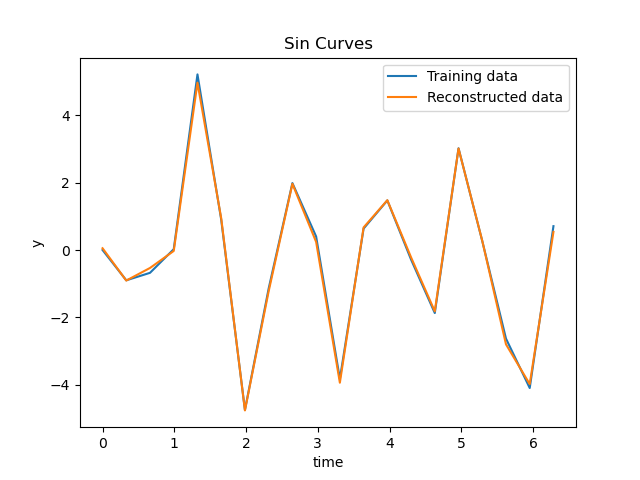 Sin Curves
Training data
Reconstructed data
y
4
2
0
−2
−4
0 1 2 3 4 5 6
time